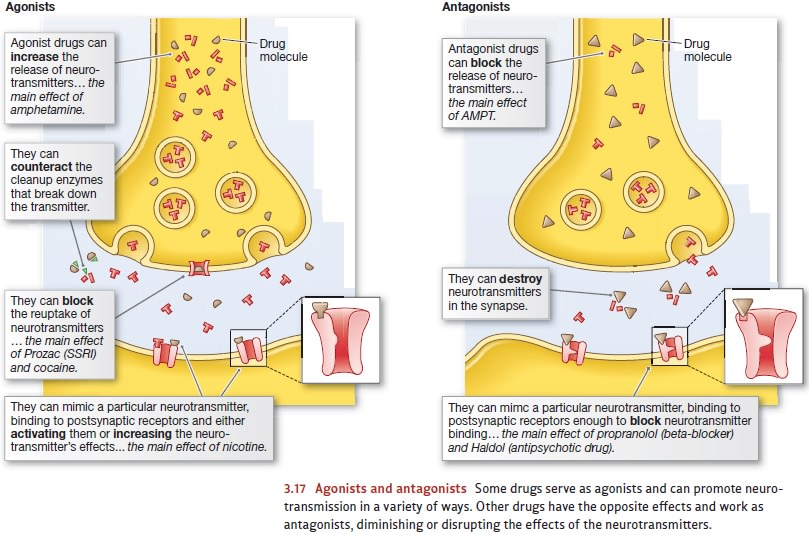 Agonists
Agonist drugs can
increase the
release of neuro-
transmitters... the
main effect of
amphetamine.
Drug
molecule
They can
counteract the
cleanup enzymes
that break down
the transmitter.
They can block
the reuptake of
neurotransmitters
... the main effect
of Prozac (SSRI)
and cocaine.
They can mimic a particular neurotransmitter,
binding to postsynaptic receptors and either
activating them or increasing the neuro-
transmitter's effects... the main effect of nicotine.
Antagonists
Antagonist drugs
can block the
release of neuro-
transmitters...
the main effect
of AMPT.
Drug
molecule
They can destroy
neurotransmitters
in the synapse.
They can mimc a particular neurotransmitter, binding to
postsynaptic receptors enough to block neurotransmitter
binding... the main effect of propranolol (beta-blocker)
and Haldol (antipsychotic drug).
3.17 Agonists and antagonists Some drugs serve as agonists and can promote neuro-
transmission in a variety of ways. Other drugs have the opposite effects and work as
antagonists, diminishing or disrupting the effects of the neurotransmitters.